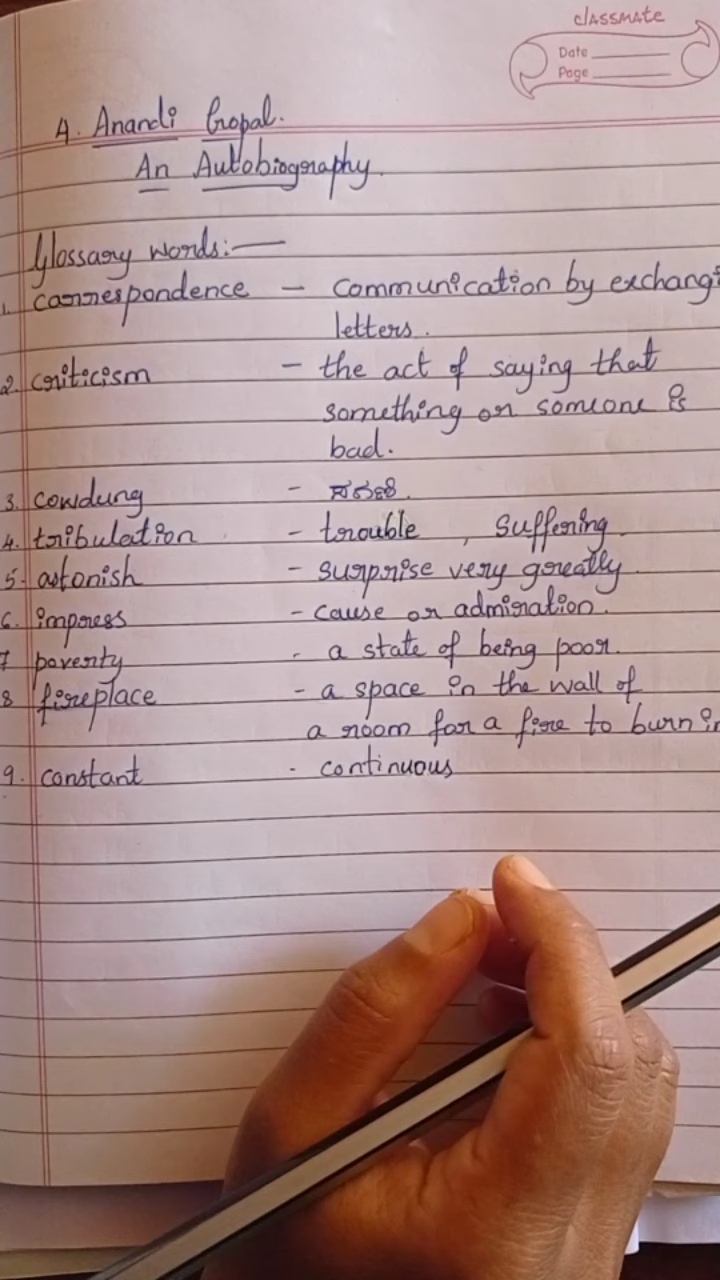 classmate
Date
Page
4. Anandi Gopal.
An Autobiography.
Glossary words:—
1. correspondence - communication by exchangi
letters.
2. criticism - the act of saying that
something or someone is
bad.
3. cowdung -
4. tribulation - trouble , suffering.
5. astonish - surprise very greatly.
6. impress - cause or admiration.
7 poverty - a state of being poor.
8 fireplace - a space in the wall of
a room for a fire to burn in
9. constant - continuous